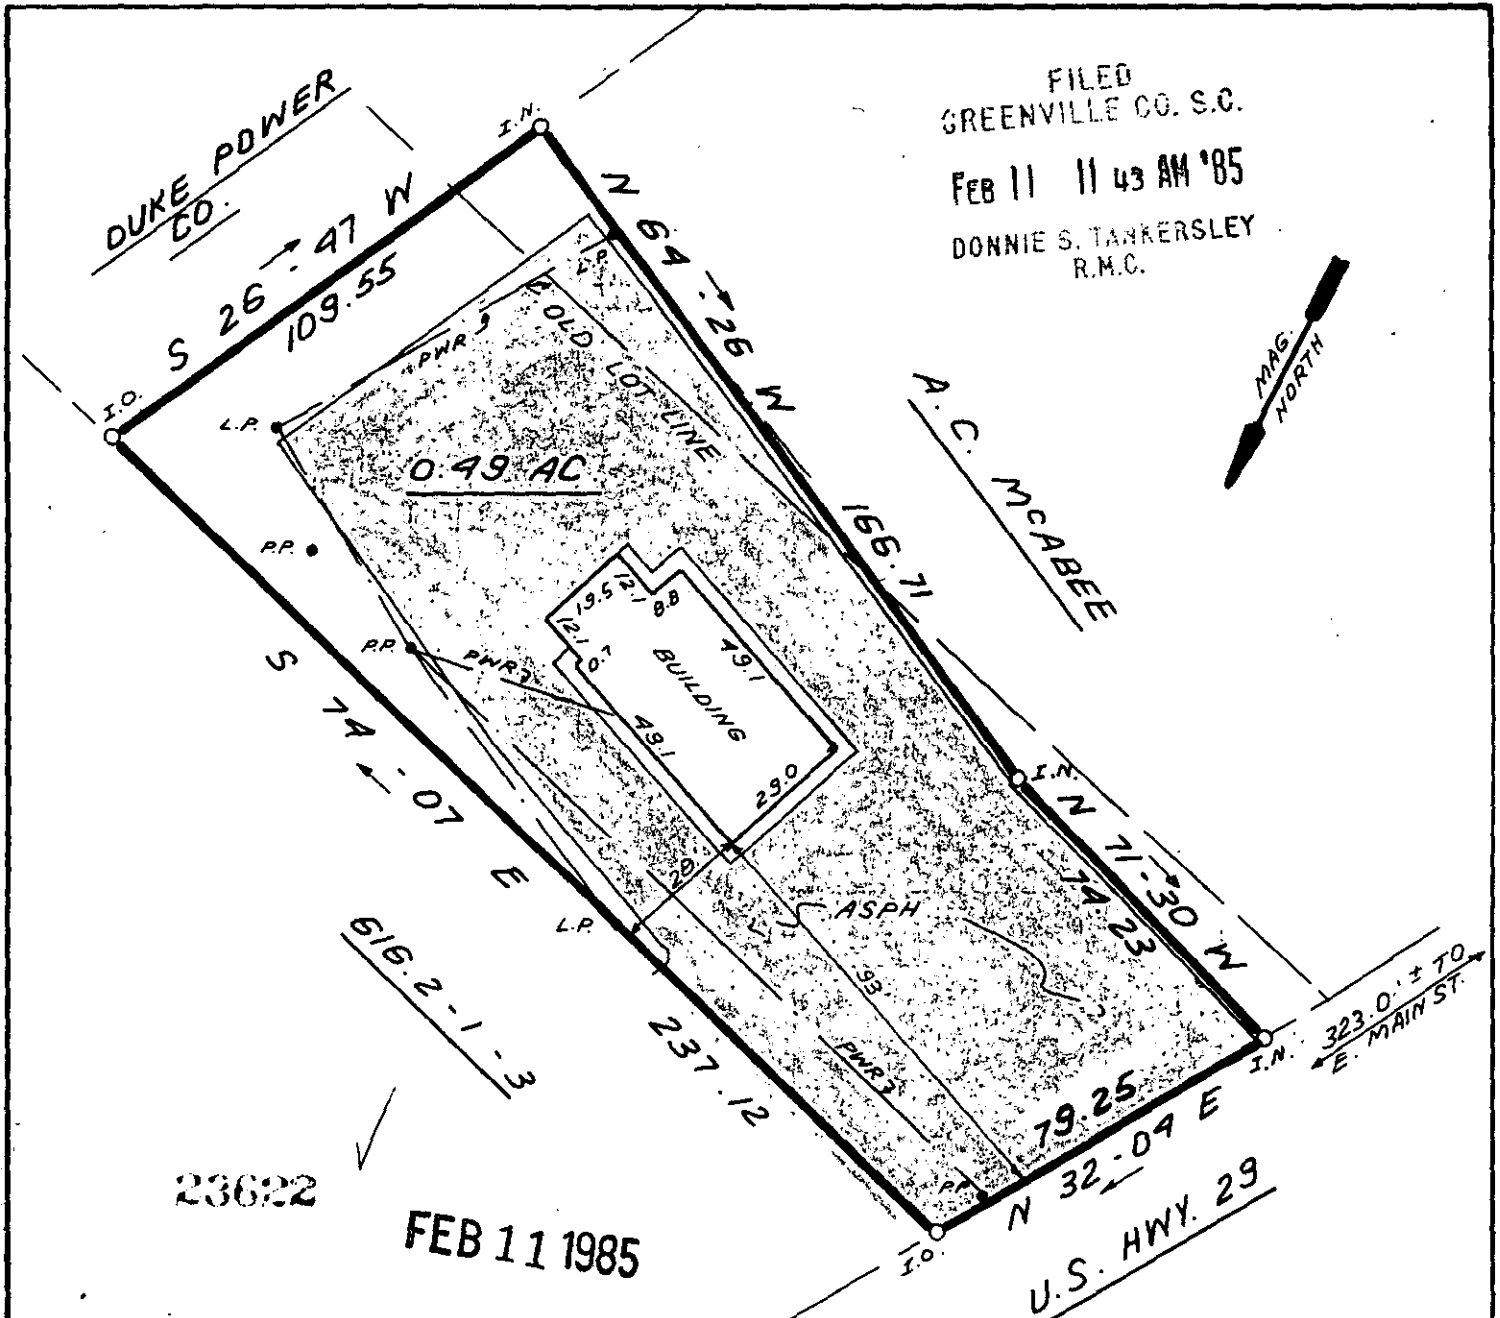 FILED
GREENVILLE CO. S.C.
FEB 11 11 43 AM '85
DONNIE S. TANKERSLEY
R.M.C.
DUKE POWER
CO.
I.N.
S 26 - 47 W
109.55
I.O.
N 64 - 26 W
166.71
L.P.
PWR
OLD LOT LINE
L.P.
0.49 AC
MAG.
NORTH
A.C. McABEE
P.P.
P.P.
PWR
19.5
12.1
8.8
12.1
0.7
49.1
BUILDING
49.1
29.0
S 74 - 07 E
237.12
I.N.
N 71 - 30 W
74.23
28
L.P.
ASPH
93
616.2 - 1 - 3
PWR
323.0' ± TO
E. MAIN ST.
I.N.
79.25
N 32 - 04 E
P.P.
I.O.
U.S. HWY. 29
23622
FEB 11 1985